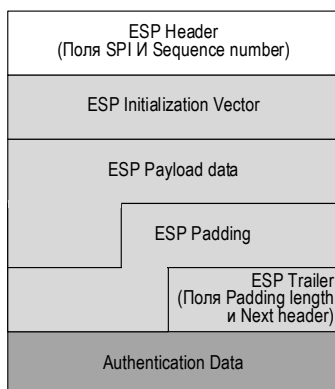 ESP Header
(Поля SPI И Sequence number)
ESP Initialization Vector
ESP Payload data
ESP Padding
ESP Trailer
(Поля Padding length
и Next header)
Authentication Data